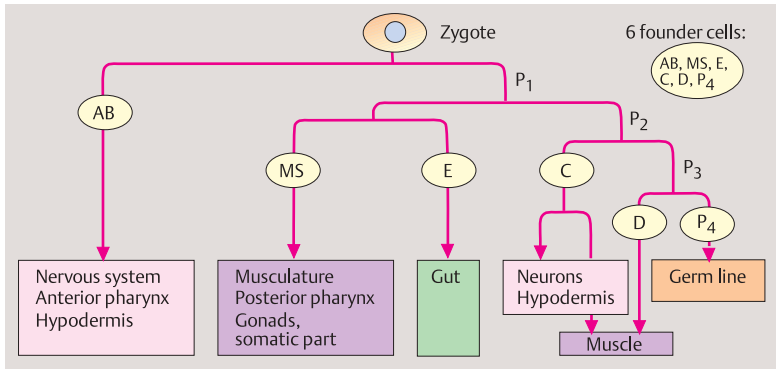 Zygote
6 founder cells:
AB, MS, E,
C, D, P4
P1
AB
P2
MS
E
C
P3
D
P4
Nervous system
Anterior pharynx
Hypodermis
Musculature
Posterior pharynx
Gonads,
somatic part
Gut
Neurons
Hypodermis
Germ line
Muscle